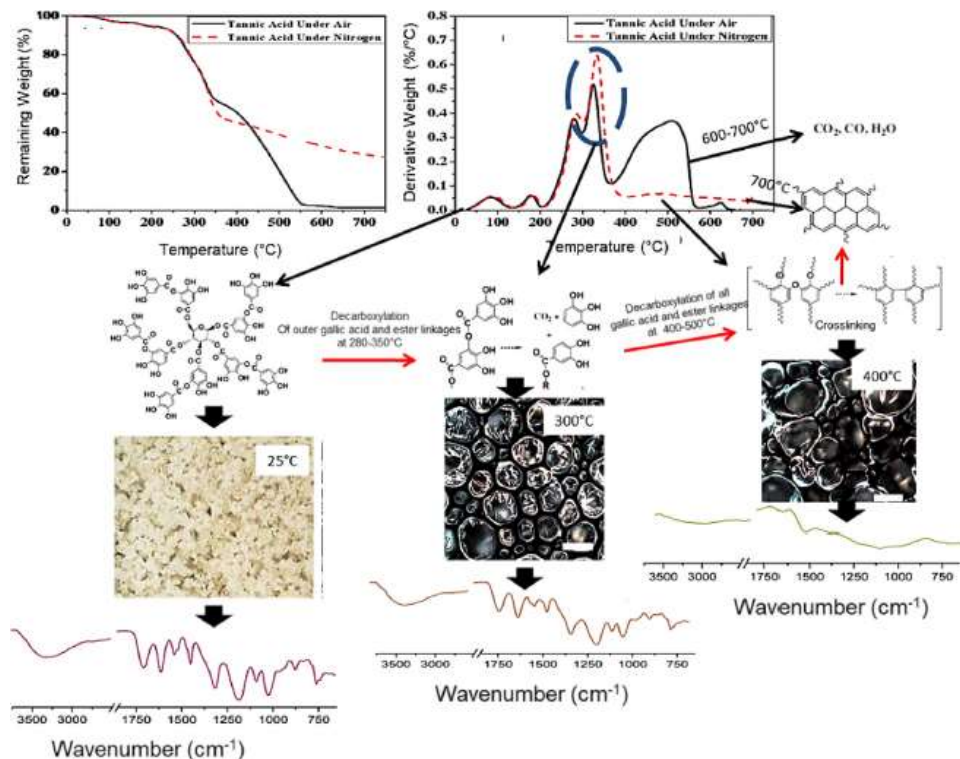 Remaining Weight (%)
100
80
60
40
20
0
Tannic Acid Under Air
Tannic Acid Under Nitrogen
0 100 200 300 400 500 600 700
Temperature (°C)
Derivative Weight (%/°C)
0.8
0.7
0.6
0.5
0.4
0.3
0.2
0.1
0.0
Tannic Acid Under Air
Tannic Acid Under Nitrogen
0 100 200 300 400 500 600 700
Temperature (°C)
600-700°C
CO₂, CO, H₂O
700°C
Decarboxylation
Of outer gallic acid and ester linkages
at 280-350°C
CO₂ +
+
Decarboxylation of all
gallic acid and ester linkages
at 400-500°C
Crosslinking
25°C
300°C
400°C
3500 3000 1750 1500 1250 1000 750
Wavenumber (cm⁻¹)
3500 3000 1750 1500 1250 1000 750
Wavenumber (cm⁻¹)
3500 3000 1750 1500 1250 1000 750
Wavenumber (cm⁻¹)